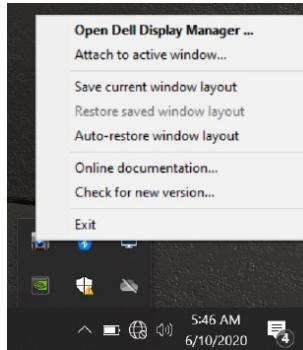 Open Dell Display Manager ...
Attach to active window...
Save current window layout
Restore saved window layout
Auto-restore window layout
Online documentation...
Check for new version...
Exit
5:46 AM
6/10/2020
4